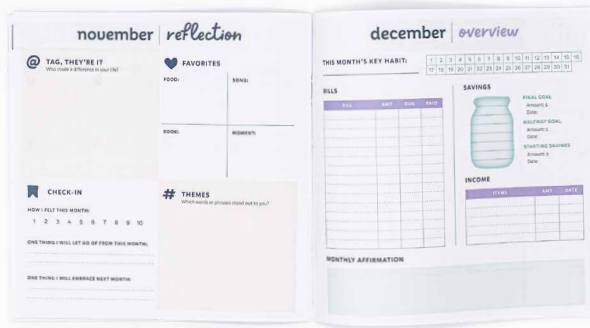 november | reflection
@ TAG, THEY'RE IT
Who made a difference in your life?
FAVORITES
FOOD:
SONG:
BOOK:
MOMENT:
CHECK-IN
HOW I FELT THIS MONTH:
1 2 3 4 5 6 7 8 9 10
ONE THING I WILL LET GO OF FROM THIS MONTH:
ONE THING I WILL EMBRACE NEXT MONTH:
# THEMES
Which words or phrases stand out to you?
december | overview
THIS MONTH'S KEY HABIT:
1 2 3 4 5 6 7 8 9 10 11 12 13 14 15 16
17 18 19 20 21 22 23 24 25 26 27 28 29 30 31
BILLS
BILL AMT DUE PAID
SAVINGS
FINAL GOAL
Amount: $
Date:
HALFWAY GOAL
Amount: $
Date:
STARTING SAVINGS
Amount: $
Date:
INCOME
ITEMS AMT DATE
MONTHLY AFFIRMATION